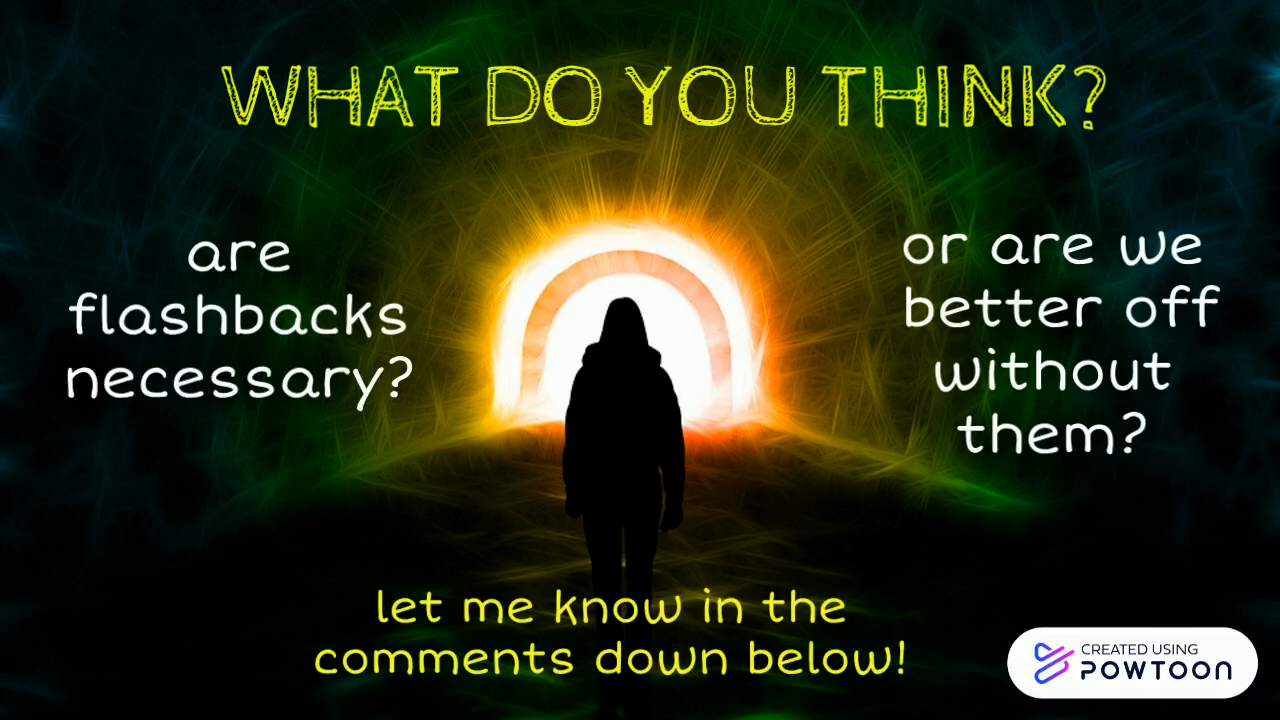 WHAT DO YOU THINK?
are
flashbacks
necessary?
or are we
better off
without
them?
let me know in the
comments down below!
CREATED USING
POWTOON